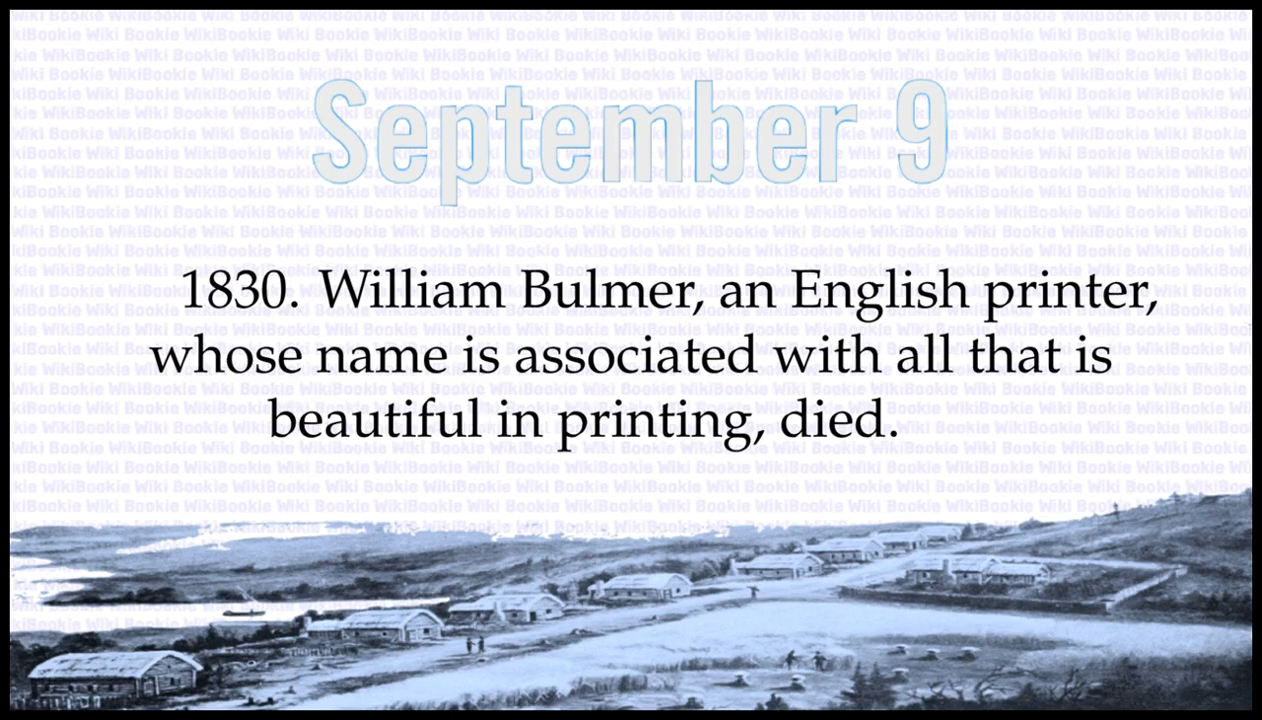 September 9
1830. William Bulmer, an English printer,
whose name is associated with all that is
beautiful in printing, died.